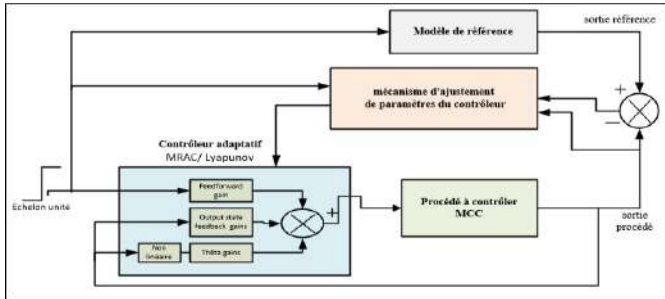 sortie référence
Modèle de référence
+
mécanisme d'ajustement
de paramètres du contrôleur
−
Contrôleur adaptatif
MRAC/ Lyapunov
Feedforward
gain
Echelon unité
Output state
feedback gains
+
Procédé à contrôler
MCC
sortie
procédé
Non
linéaire
Thêta gains